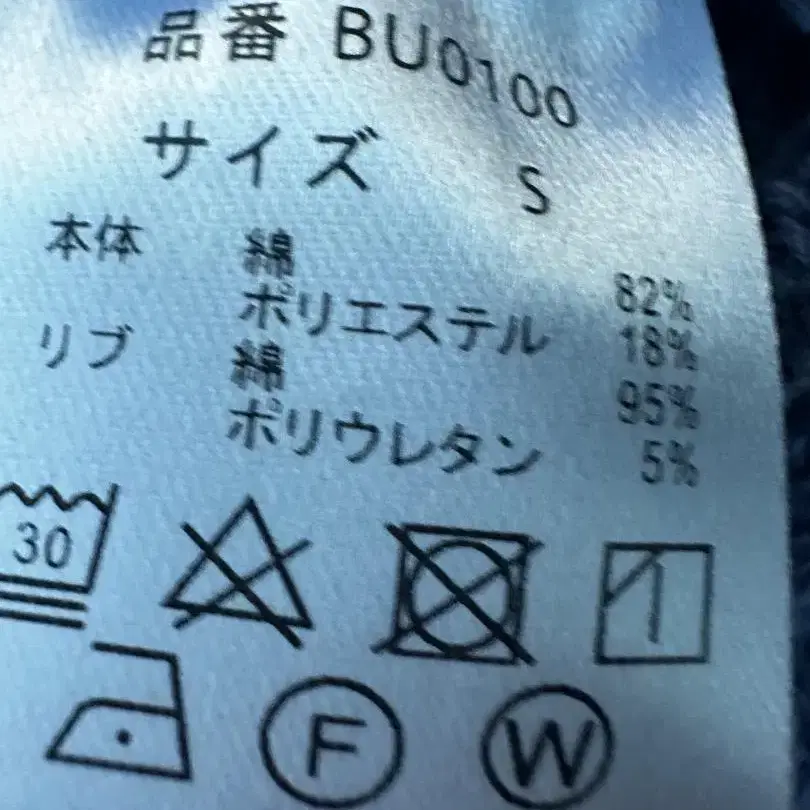 品番 BU0100
サイズ S
本体 綿 82%
ポリエステル 18%
リブ 綿 95%
ポリウレタン 5%
30
F W